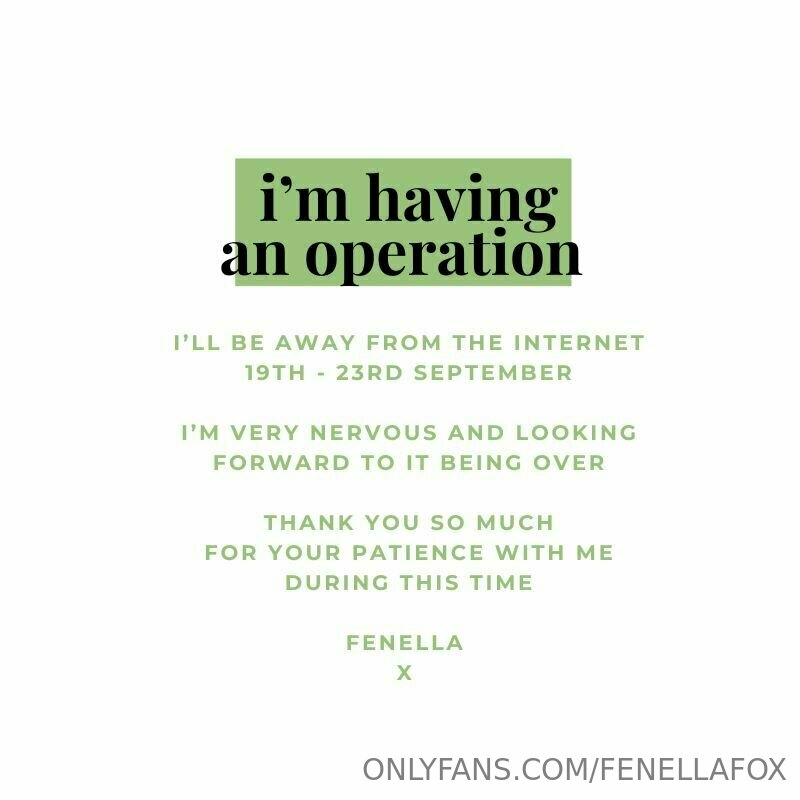 i’m having
an operation
I’LL BE AWAY FROM THE INTERNET
19TH - 23RD SEPTEMBER
I’M VERY NERVOUS AND LOOKING
FORWARD TO IT BEING OVER
THANK YOU SO MUCH
FOR YOUR PATIENCE WITH ME
DURING THIS TIME
FENELLA
X
ONLYFANS.COM/FENELLAFOX